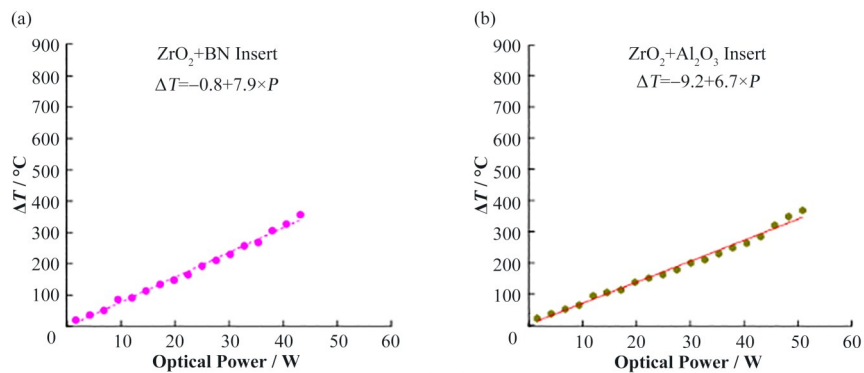 (a)
ZrO₂+BN Insert
ΔT=−0.8+7.9×P
ΔT / °C
900
800
700
600
500
400
300
200
100
0
10 20 30 40 50 60
Optical Power / W
(b)
ZrO₂+Al₂O₃ Insert
ΔT=−9.2+6.7×P
ΔT / °C
900
800
700
600
500
400
300
200
100
0
10 20 30 40 50 60
Optical Power / W